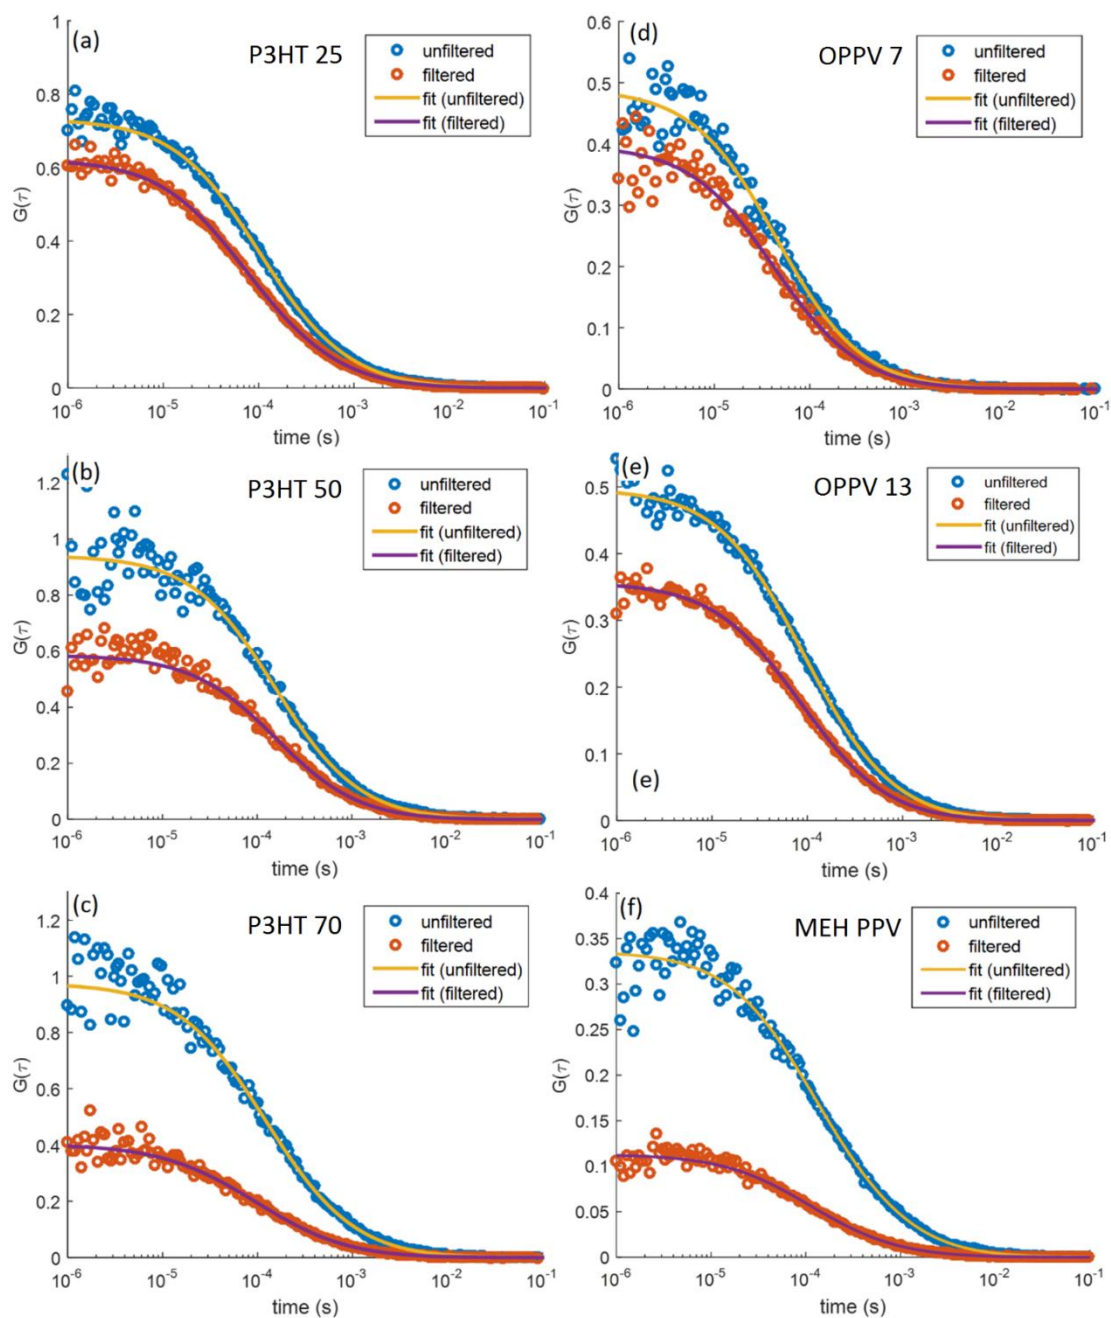 (a) P3HT 25
unfiltered
filtered
fit (unfiltered)
fit (filtered)
1
0.8
0.6
0.4
0.2
0
G(τ)
10⁻⁶ 10⁻⁵ 10⁻⁴ 10⁻³ 10⁻² 10⁻¹
time (s)
(d) OPPV 7
unfiltered
filtered
fit (unfiltered)
fit (filtered)
0.6
0.5
0.4
0.3
0.2
0.1
0
G(τ)
10⁻⁶ 10⁻⁵ 10⁻⁴ 10⁻³ 10⁻² 10⁻¹
time (s)
(b) P3HT 50
unfiltered
filtered
fit (unfiltered)
fit (filtered)
1.2
1
0.8
0.6
0.4
0.2
0
G(τ)
10⁻⁶ 10⁻⁵ 10⁻⁴ 10⁻³ 10⁻² 10⁻¹
time (s)
(e) OPPV 13
unfiltered
filtered
fit (unfiltered)
fit (filtered)
0.5
0.4
0.3
0.2
0.1
0
G(τ)
(e)
10⁻⁶ 10⁻⁵ 10⁻⁴ 10⁻³ 10⁻² 10⁻¹
time (s)
(c) P3HT 70
unfiltered
filtered
fit (unfiltered)
fit (filtered)
1.2
1
0.8
0.6
0.4
0.2
0
G(τ)
10⁻⁶ 10⁻⁵ 10⁻⁴ 10⁻³ 10⁻² 10⁻¹
time (s)
(f) MEH PPV
unfiltered
filtered
fit (unfiltered)
fit (filtered)
0.4
0.35
0.3
0.25
0.2
0.15
0.1
0.05
0
G(τ)
10⁻⁶ 10⁻⁵ 10⁻⁴ 10⁻³ 10⁻² 10⁻¹
time (s)